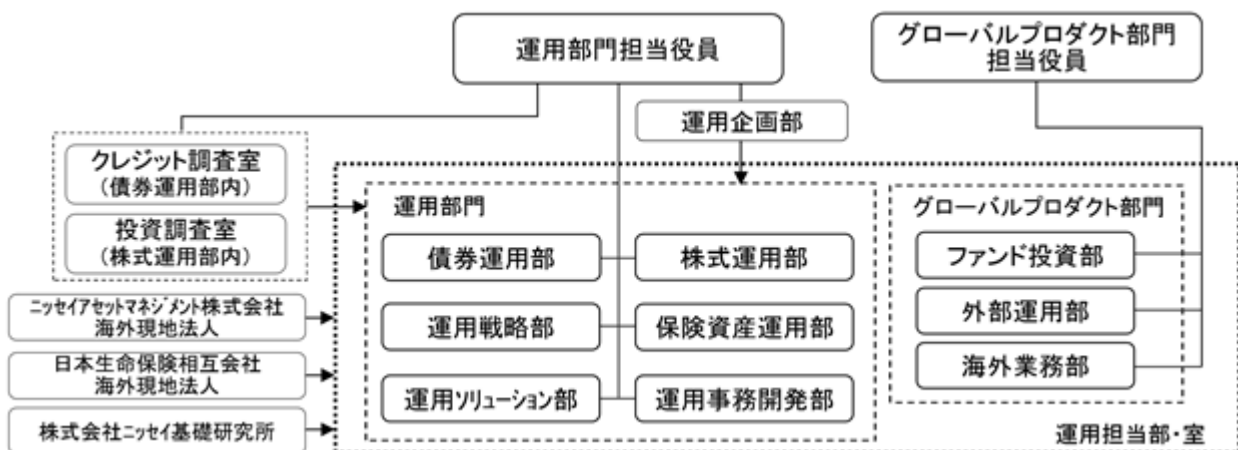 運用部門担当役員
グローバルプロダクト部門
担当役員
運用企画部
クレジット調査室
(債券運用部内)
投資調査室
(株式運用部内)
運用部門
債券運用部
株式運用部
運用戦略部
保険資産運用部
運用ソリューション部
運用事務開発部
グローバルプロダクト部門
ファンド投資部
外部運用部
海外業務部
ニッセイアセットマネジメント株式会社
海外現地法人
日本生命保険相互会社
海外現地法人
株式会社ニッセイ基礎研究所
運用担当部・室